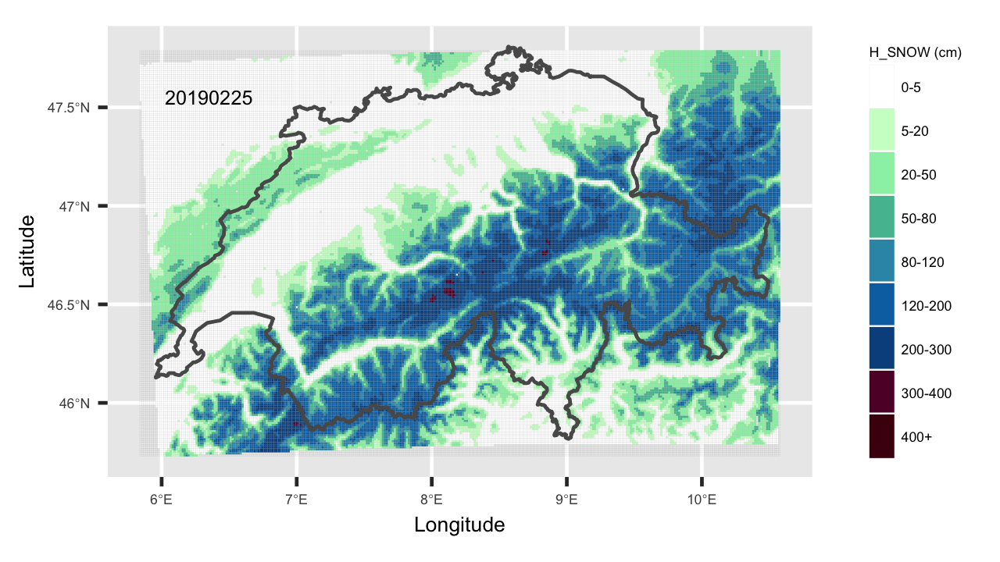 20190225
Latitude
47.5°N
47°N
46.5°N
46°N
6°E
7°E
8°E
9°E
10°E
Longitude
H_SNOW (cm)
0-5
5-20
20-50
50-80
80-120
120-200
200-300
300-400
400+